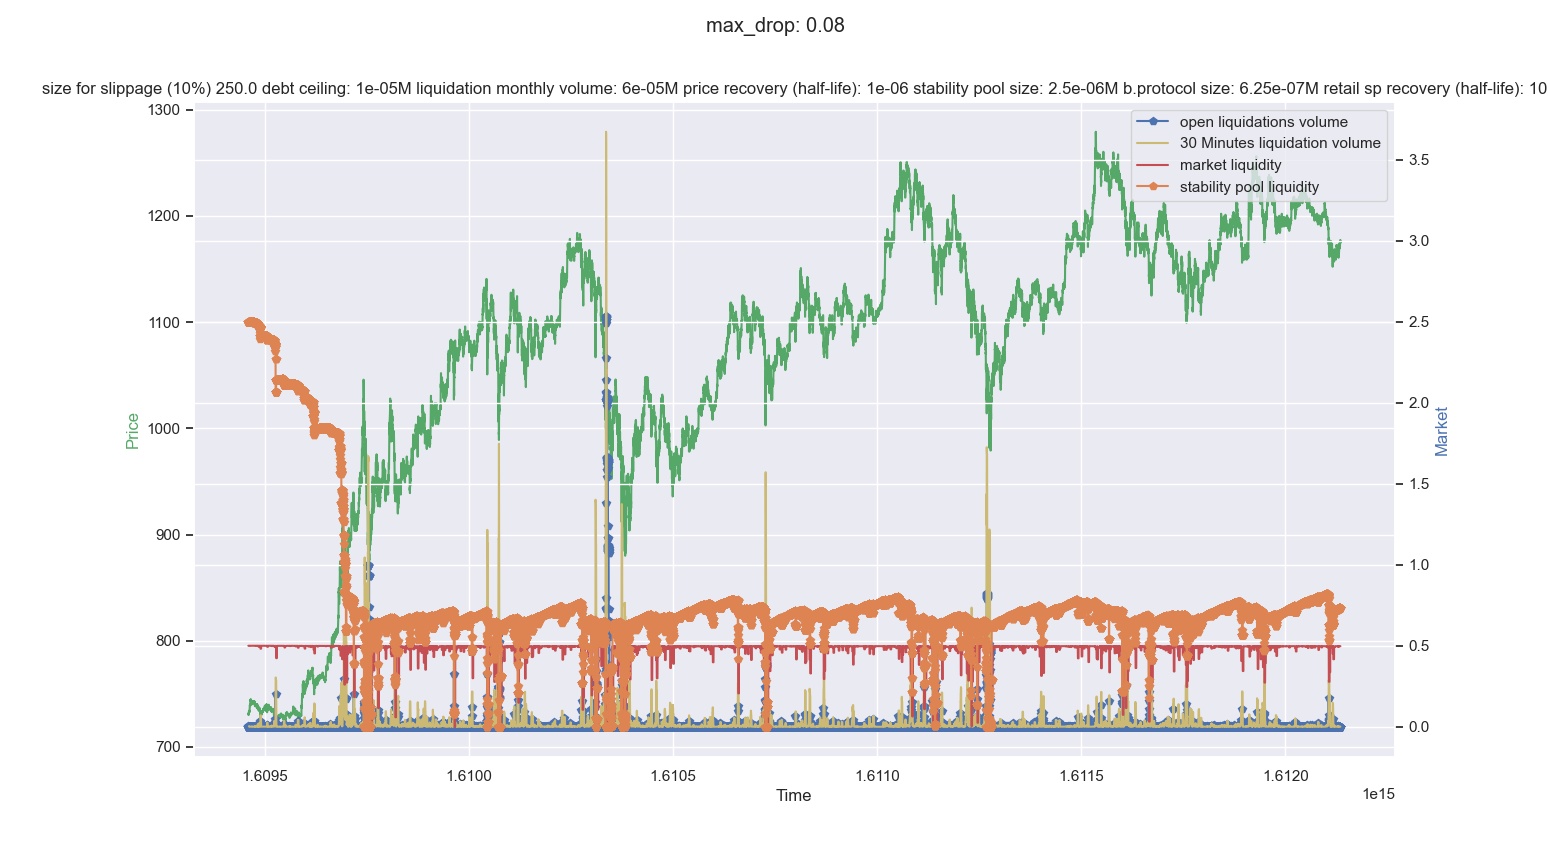 max_drop: 0.08
size for slippage (10%) 250.0 debt ceiling: 1e-05M liquidation monthly volume: 6e-05M price recovery (half-life): 1e-06 stability pool size: 2.5e-06M b.protocol size: 6.25e-07M retail sp recovery (half-life): 10
open liquidations volume
30 Minutes liquidation volume
market liquidity
stability pool liquidity
1300
1200
1100
1000
900
800
700
Price
3.5
3.0
2.5
2.0
1.5
1.0
0.5
0.0
Market
1.6095 1.6100 1.6105 1.6110 1.6115 1.6120
Time
1e15